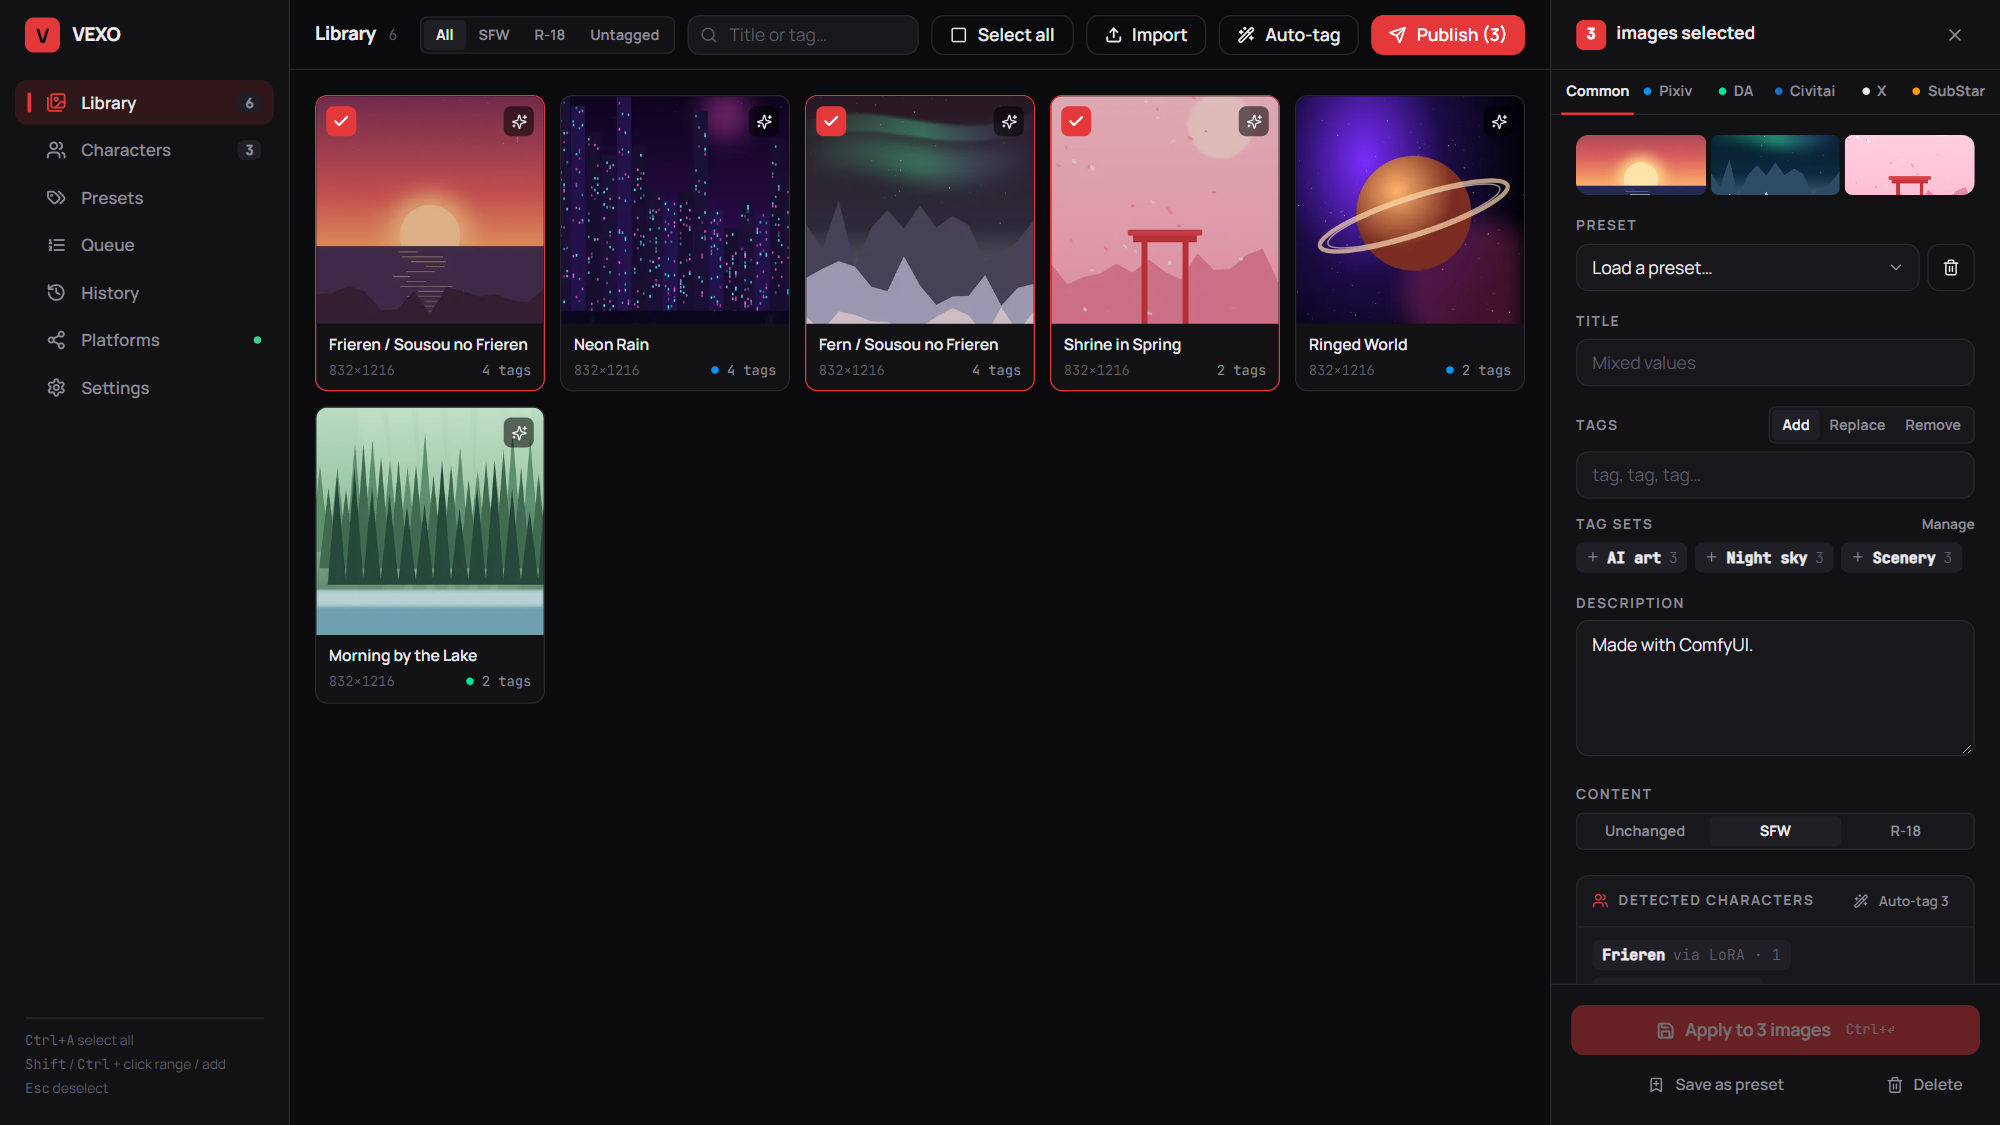 V VEXO
Library 6
Characters 3
Presets
Queue
History
Platforms
Settings
Ctrl+A select all
Shift / Ctrl + click range / add
Esc deselect
Library 6
All SFW R-18 Untagged
Title or tag...
Select all
Import
Auto-tag
Publish (3)
Frieren / Sousou no Frieren
832×1216 4 tags
Neon Rain
832×1216 4 tags
Fern / Sousou no Frieren
832×1216 4 tags
Shrine in Spring
832×1216 2 tags
Ringed World
832×1216 2 tags
Morning by the Lake
832×1216 2 tags
3 images selected
Common Pixiv DA Civitai X SubStar
PRESET
Load a preset...
TITLE
Mixed values
TAGS Add Replace Remove
tag, tag, tag...
TAG SETS Manage
+ AI art 3 + Night sky 3 + Scenery 3
DESCRIPTION
Made with ComfyUI.
CONTENT
Unchanged SFW R-18
DETECTED CHARACTERS Auto-tag 3
Frieren via LoRA · 1
Apply to 3 images Ctrl+↵
Save as preset Delete